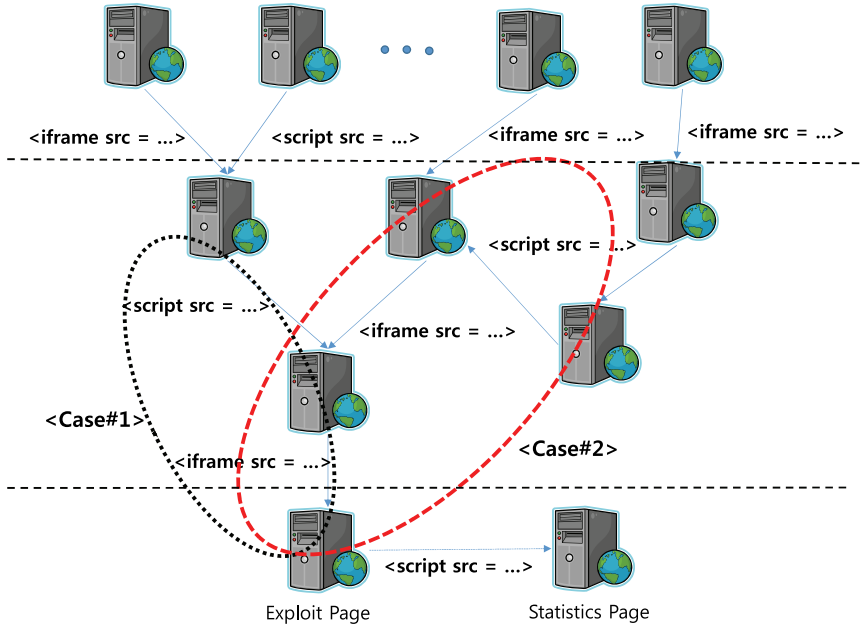 <iframe src = ...>
<script src = ...>
<iframe src = ...>
<iframe src = ...>
<script src = ...>
<script src = ...>
<iframe src = ...>
<Case#1>
<Case#2>
<iframe src = ...>
<script src = ...>
Exploit Page
Statistics Page